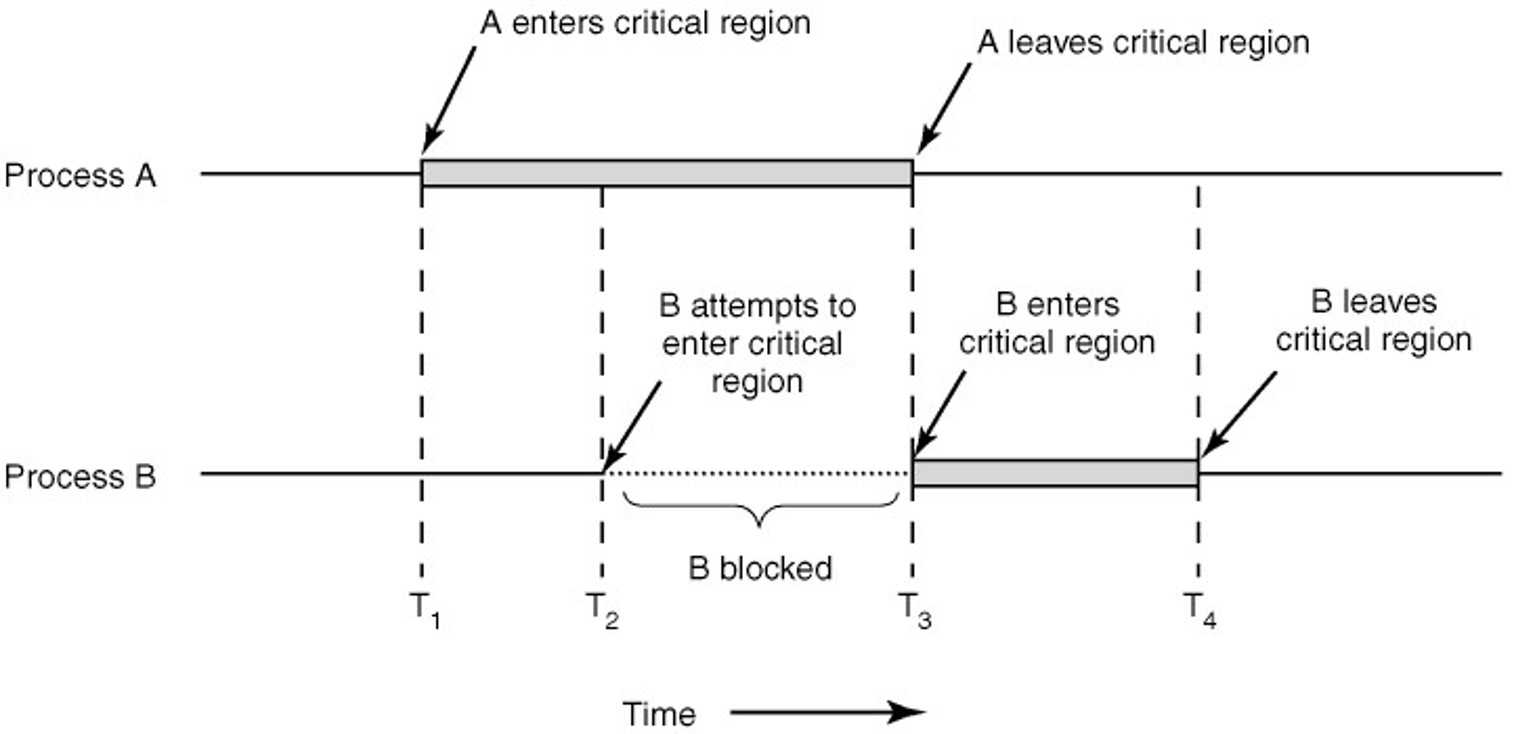 A enters critical region
A leaves critical region
Process A
B attempts to
enter critical
region
B enters
critical region
B leaves
critical region
Process B
B blocked
T1
T2
T3
T4
Time